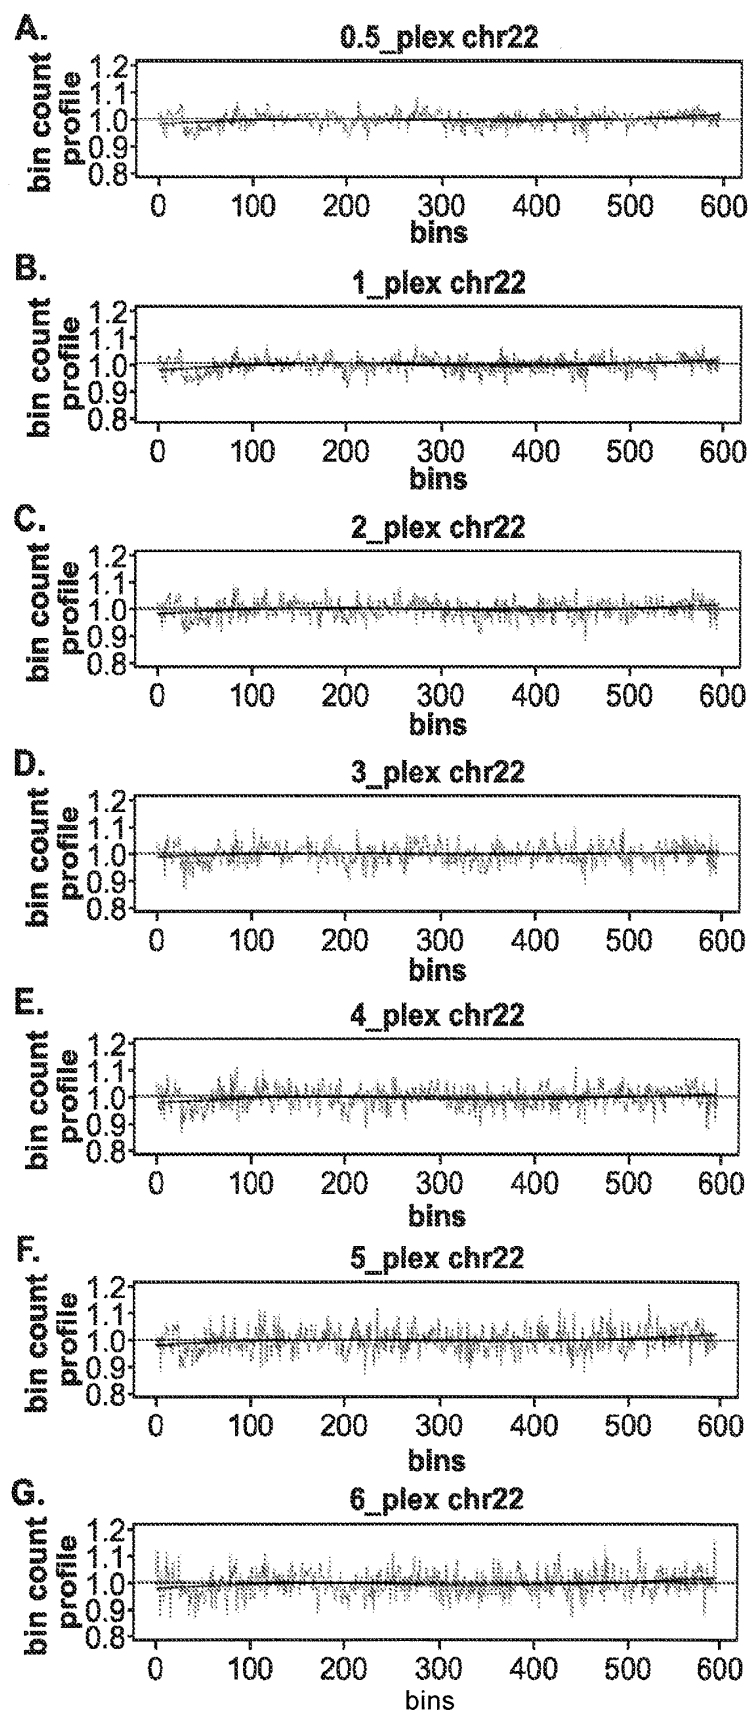 A.
0.5_plex chr22
bin count
profile
1.2
1.1
1.0
0.9
0.8
0 100 200 300 400 500 600
bins
B.
1_plex chr22
bin count
profile
1.2
1.1
1.0
0.9
0.8
0 100 200 300 400 500 600
bins
C.
2_plex chr22
bin count
profile
1.2
1.1
1.0
0.9
0.8
0 100 200 300 400 500 600
bins
D.
3_plex chr22
bin count
profile
1.2
1.1
1.0
0.9
0.8
0 100 200 300 400 500 600
bins
E.
4_plex chr22
bin count
profile
1.2
1.1
1.0
0.9
0.8
0 100 200 300 400 500 600
bins
F.
5_plex chr22
bin count
profile
1.2
1.1
1.0
0.9
0.8
0 100 200 300 400 500 600
bins
G.
6_plex chr22
bin count
profile
1.2
1.1
1.0
0.9
0.8
0 100 200 300 400 500 600
bins